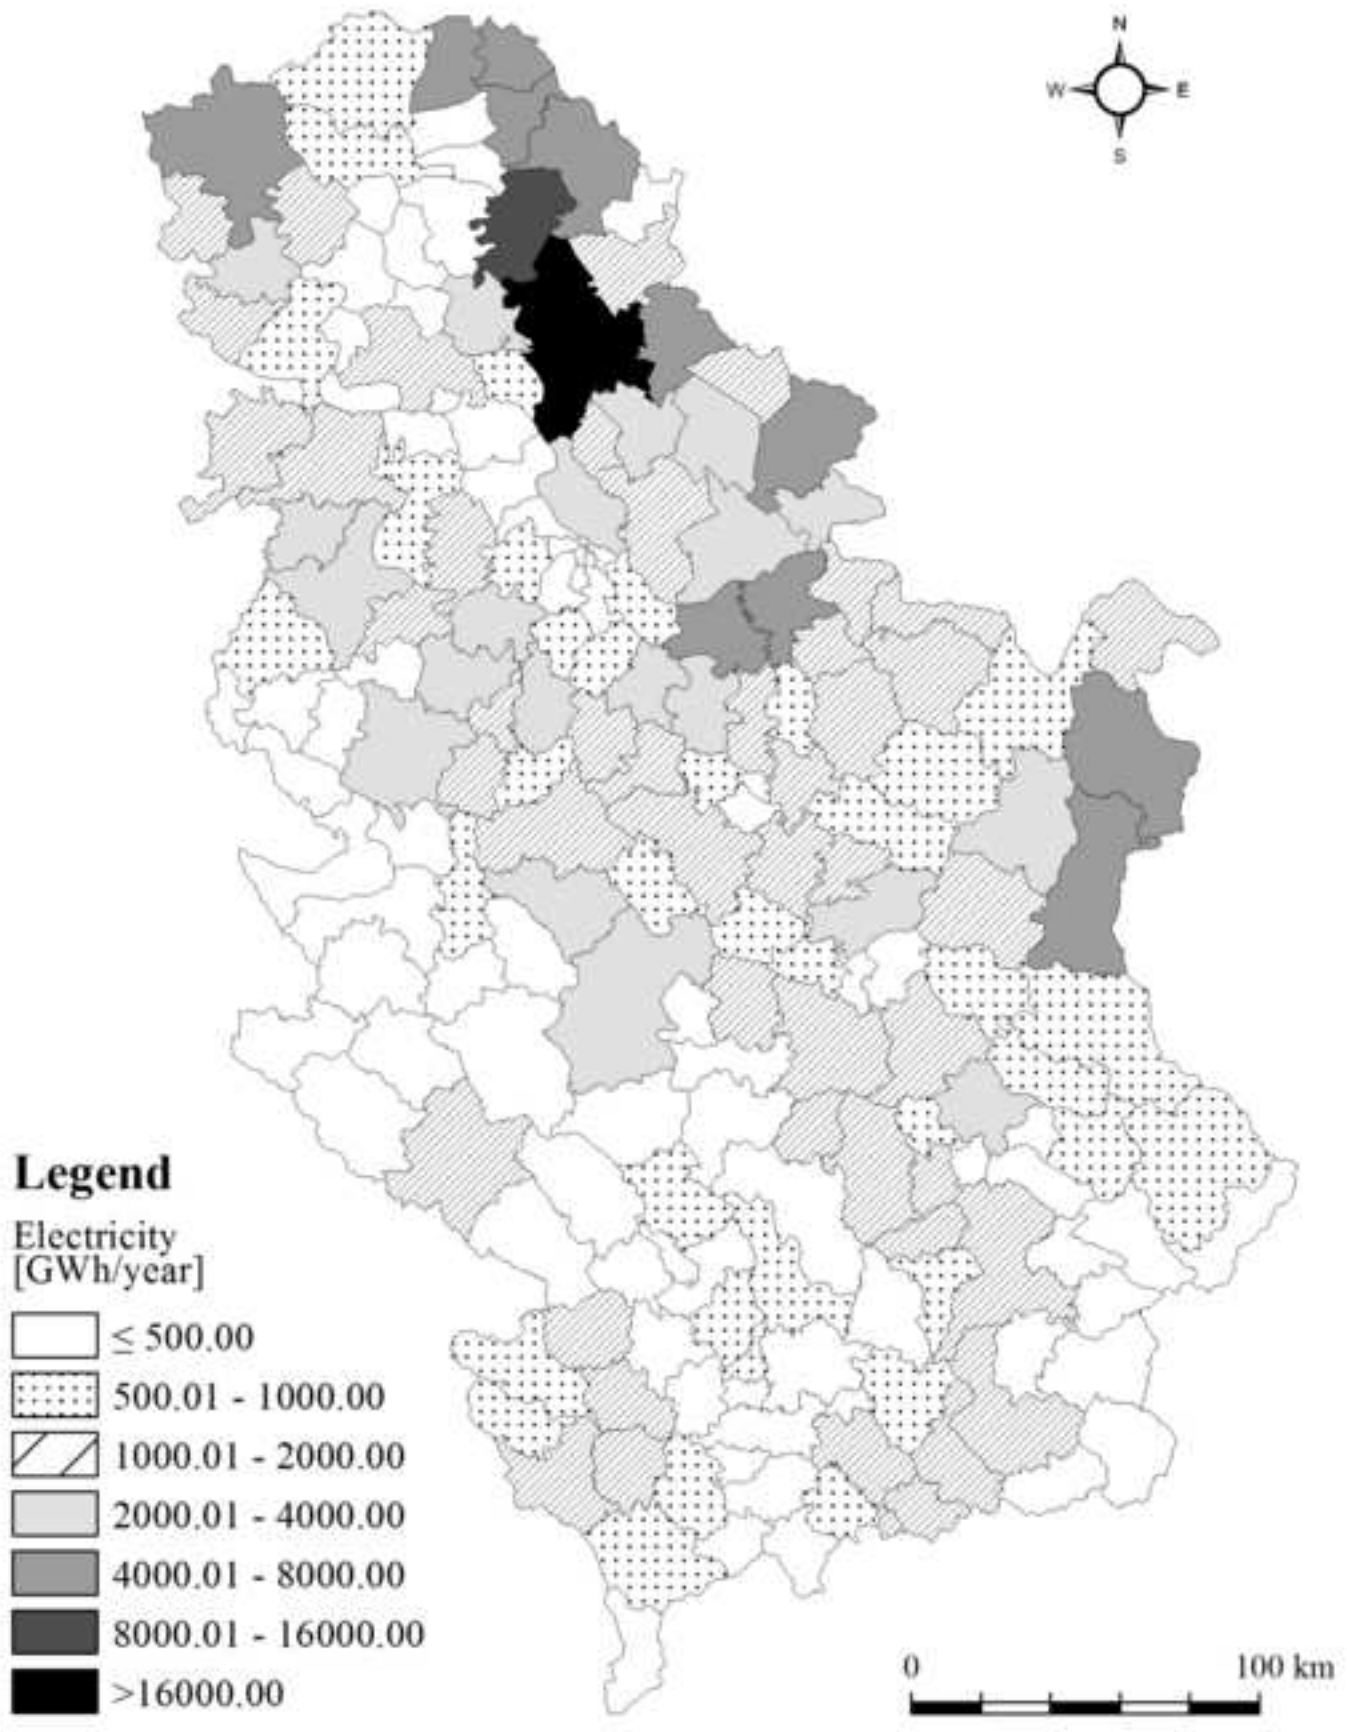 N
W E
S
Legend
Electricity
[GWh/year]
≤ 500.00
500.01 - 1000.00
1000.01 - 2000.00
2000.01 - 4000.00
4000.01 - 8000.00
8000.01 - 16000.00
>16000.00
0 100 km